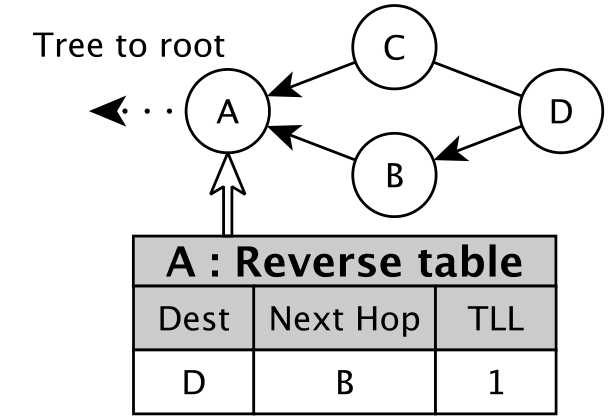 Tree to root
C
A
D
B
A : Reverse table
Dest Next Hop TLL
D B 1